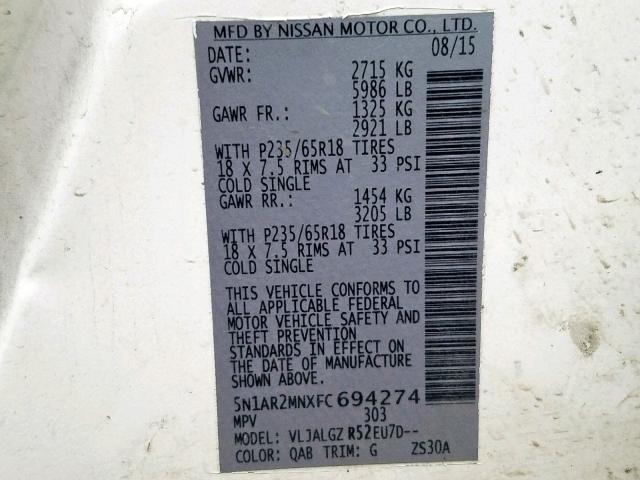 MFD BY NISSAN MOTOR CO., LTD.
DATE: 08/15
GVWR: 2715 KG
5986 LB
GAWR FR.: 1325 KG
2921 LB
WITH P235/65R18 TIRES
18 X 7.5 RIMS AT 33 PSI
COLD SINGLE
GAWR RR.: 1454 KG
3205 LB
WITH P235/65R18 TIRES
18 X 7.5 RIMS AT 33 PSI
COLD SINGLE
THIS VEHICLE CONFORMS TO
ALL APPLICABLE FEDERAL
MOTOR VEHICLE SAFETY AND
THEFT PREVENTION
STANDARDS IN EFFECT ON
THE DATE OF MANUFACTURE
SHOWN ABOVE.
5N1AR2MNXFC694274
MPV 303
MODEL: VLJALGZ R52EU7D--
COLOR: QAB TRIM: G ZS30A